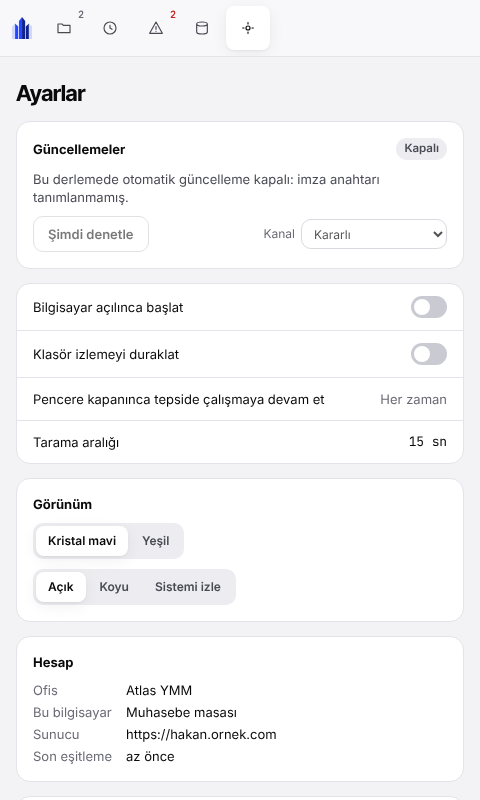 2
2
Ayarlar
Güncellemeler
Kapalı
Bu derlemede otomatik güncelleme kapalı: imza anahtarı
tanımlanmamış.
Şimdi denetle
Kanal
Kararlı
Bilgisayar açılınca başlat
Klasör izlemeyi duraklat
Pencere kapanınca tepside çalışmaya devam et
Her zaman
Tarama aralığı
15 sn
Görünüm
Kristal mavi
Yeşil
Açık
Koyu
Sistemi izle
Hesap
Ofis
Atlas YMM
Bu bilgisayar
Muhasebe masası
Sunucu
https://hakan.ornek.com
Son eşitleme
az önce